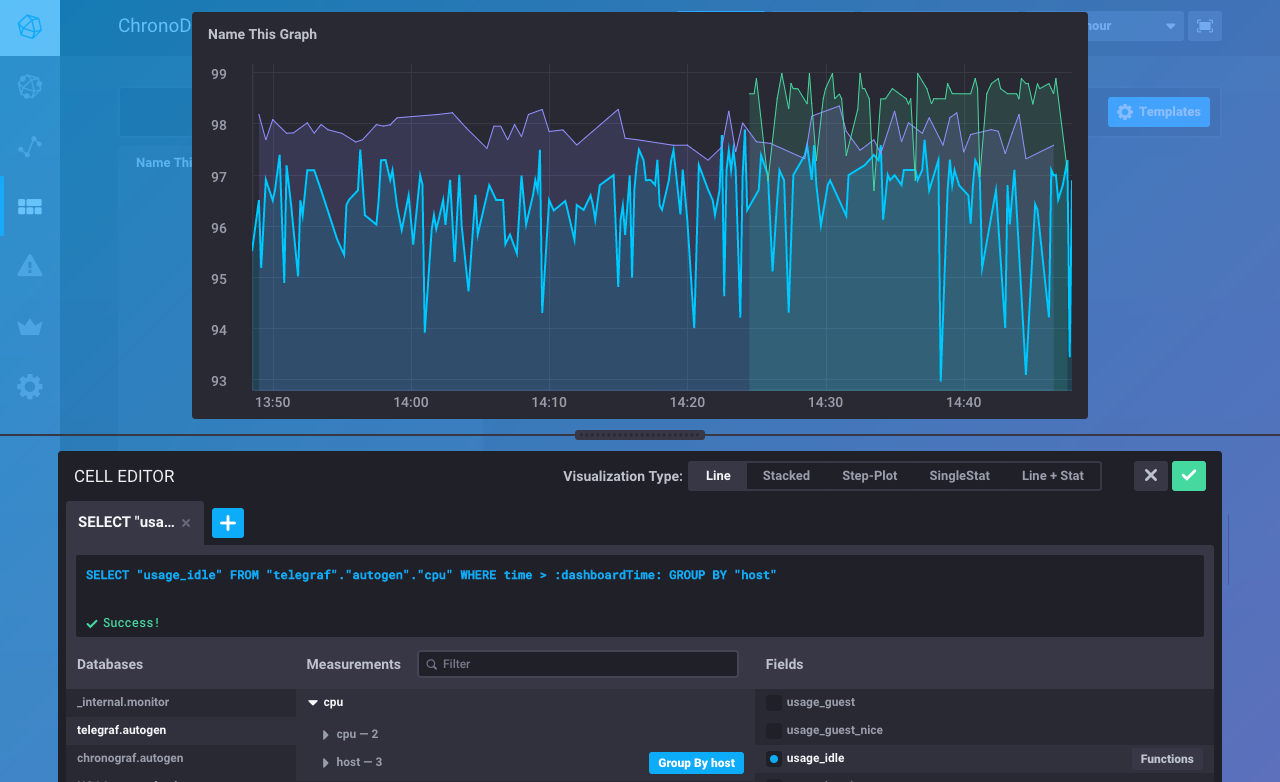 ChronoD
hour
Name This Graph
Templates
Name Thi
99
98
97
96
95
94
93
13:50
14:00
14:10
14:20
14:30
14:40
CELL EDITOR
Visualization Type:
Line
Stacked
Step-Plot
SingleStat
Line + Stat
SELECT "usa...
SELECT "usage_idle" FROM "telegraf"."autogen"."cpu" WHERE time > :dashboardTime: GROUP BY "host"
Success!
Databases
Measurements
Filter
Fields
_internal.monitor
cpu
usage_guest
telegraf.autogen
cpu — 2
usage_guest_nice
chronograf.autogen
host — 3
Group By host
usage_idle
Functions